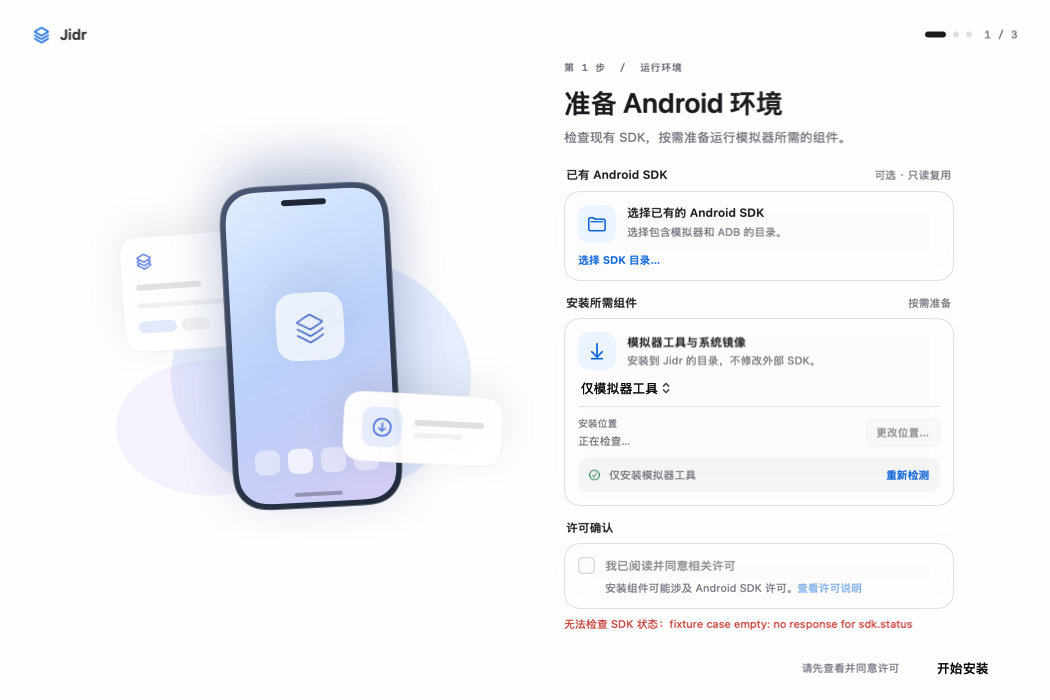 Jidr
1 / 3
第 1 步 / 运行环境
准备 Android 环境
检查现有 SDK，按需准备运行模拟器所需的组件。
已有 Android SDK
可选 · 只读复用
选择已有的 Android SDK
选择包含模拟器和 ADB 的目录。
选择 SDK 目录...
安装所需组件
按需准备
模拟器工具与系统镜像
安装到 Jidr 的目录，不修改外部 SDK。
仅模拟器工具
安装位置
正在检查...
更改位置...
仅安装模拟器工具
重新检测
许可确认
我已阅读并同意相关许可
安装组件可能涉及 Android SDK 许可。查看许可说明
无法检查 SDK 状态：fixture case empty: no response for sdk.status
请先查看并同意许可
开始安装